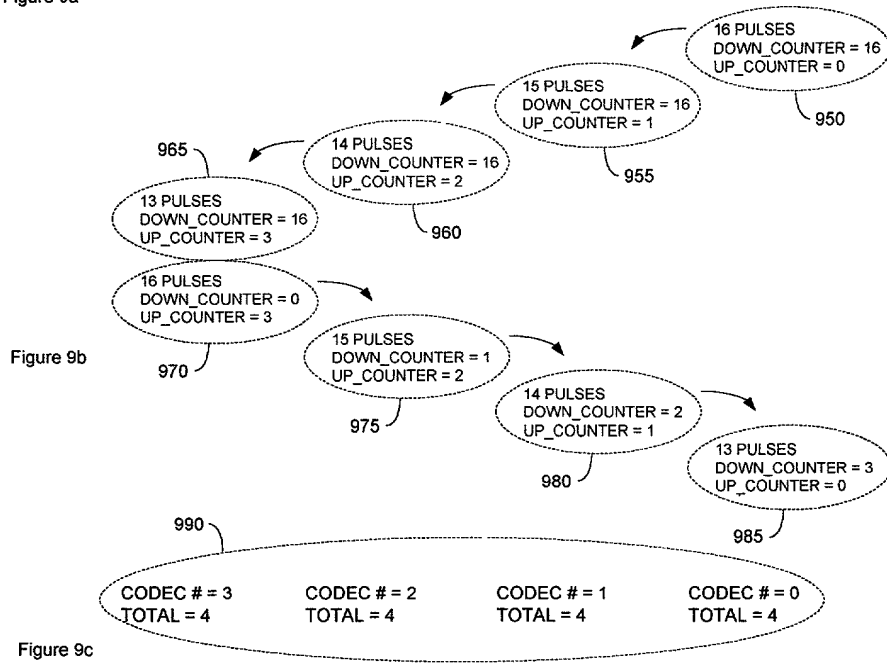 Figure 9a
16 PULSES
DOWN_COUNTER = 16
UP_COUNTER = 0
950
15 PULSES
DOWN_COUNTER = 16
UP_COUNTER = 1
955
14 PULSES
DOWN_COUNTER = 16
UP_COUNTER = 2
960
965
13 PULSES
DOWN_COUNTER = 16
UP_COUNTER = 3
16 PULSES
DOWN_COUNTER = 0
UP_COUNTER = 3
970
Figure 9b
15 PULSES
DOWN_COUNTER = 1
UP_COUNTER = 2
975
14 PULSES
DOWN_COUNTER = 2
UP_COUNTER = 1
980
13 PULSES
DOWN_COUNTER = 3
UP_COUNTER = 0
985
990
CODEC # = 3 CODEC # = 2 CODEC # = 1 CODEC # = 0
TOTAL = 4 TOTAL = 4 TOTAL = 4 TOTAL = 4
Figure 9c